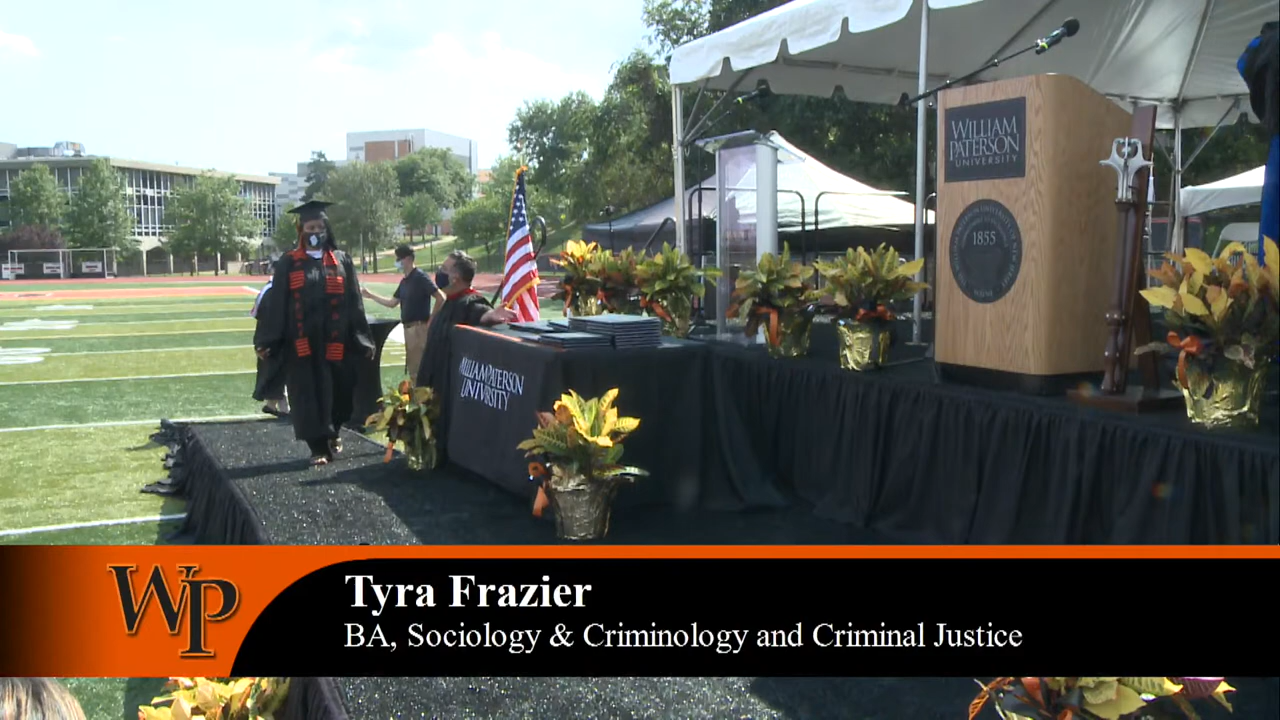 WILLIAM
PATERSON
UNIVERSITY
1855
WILLIAM PATERSON
UNIVERSITY
WP
Tyra Frazier
BA, Sociology & Criminology and Criminal Justice